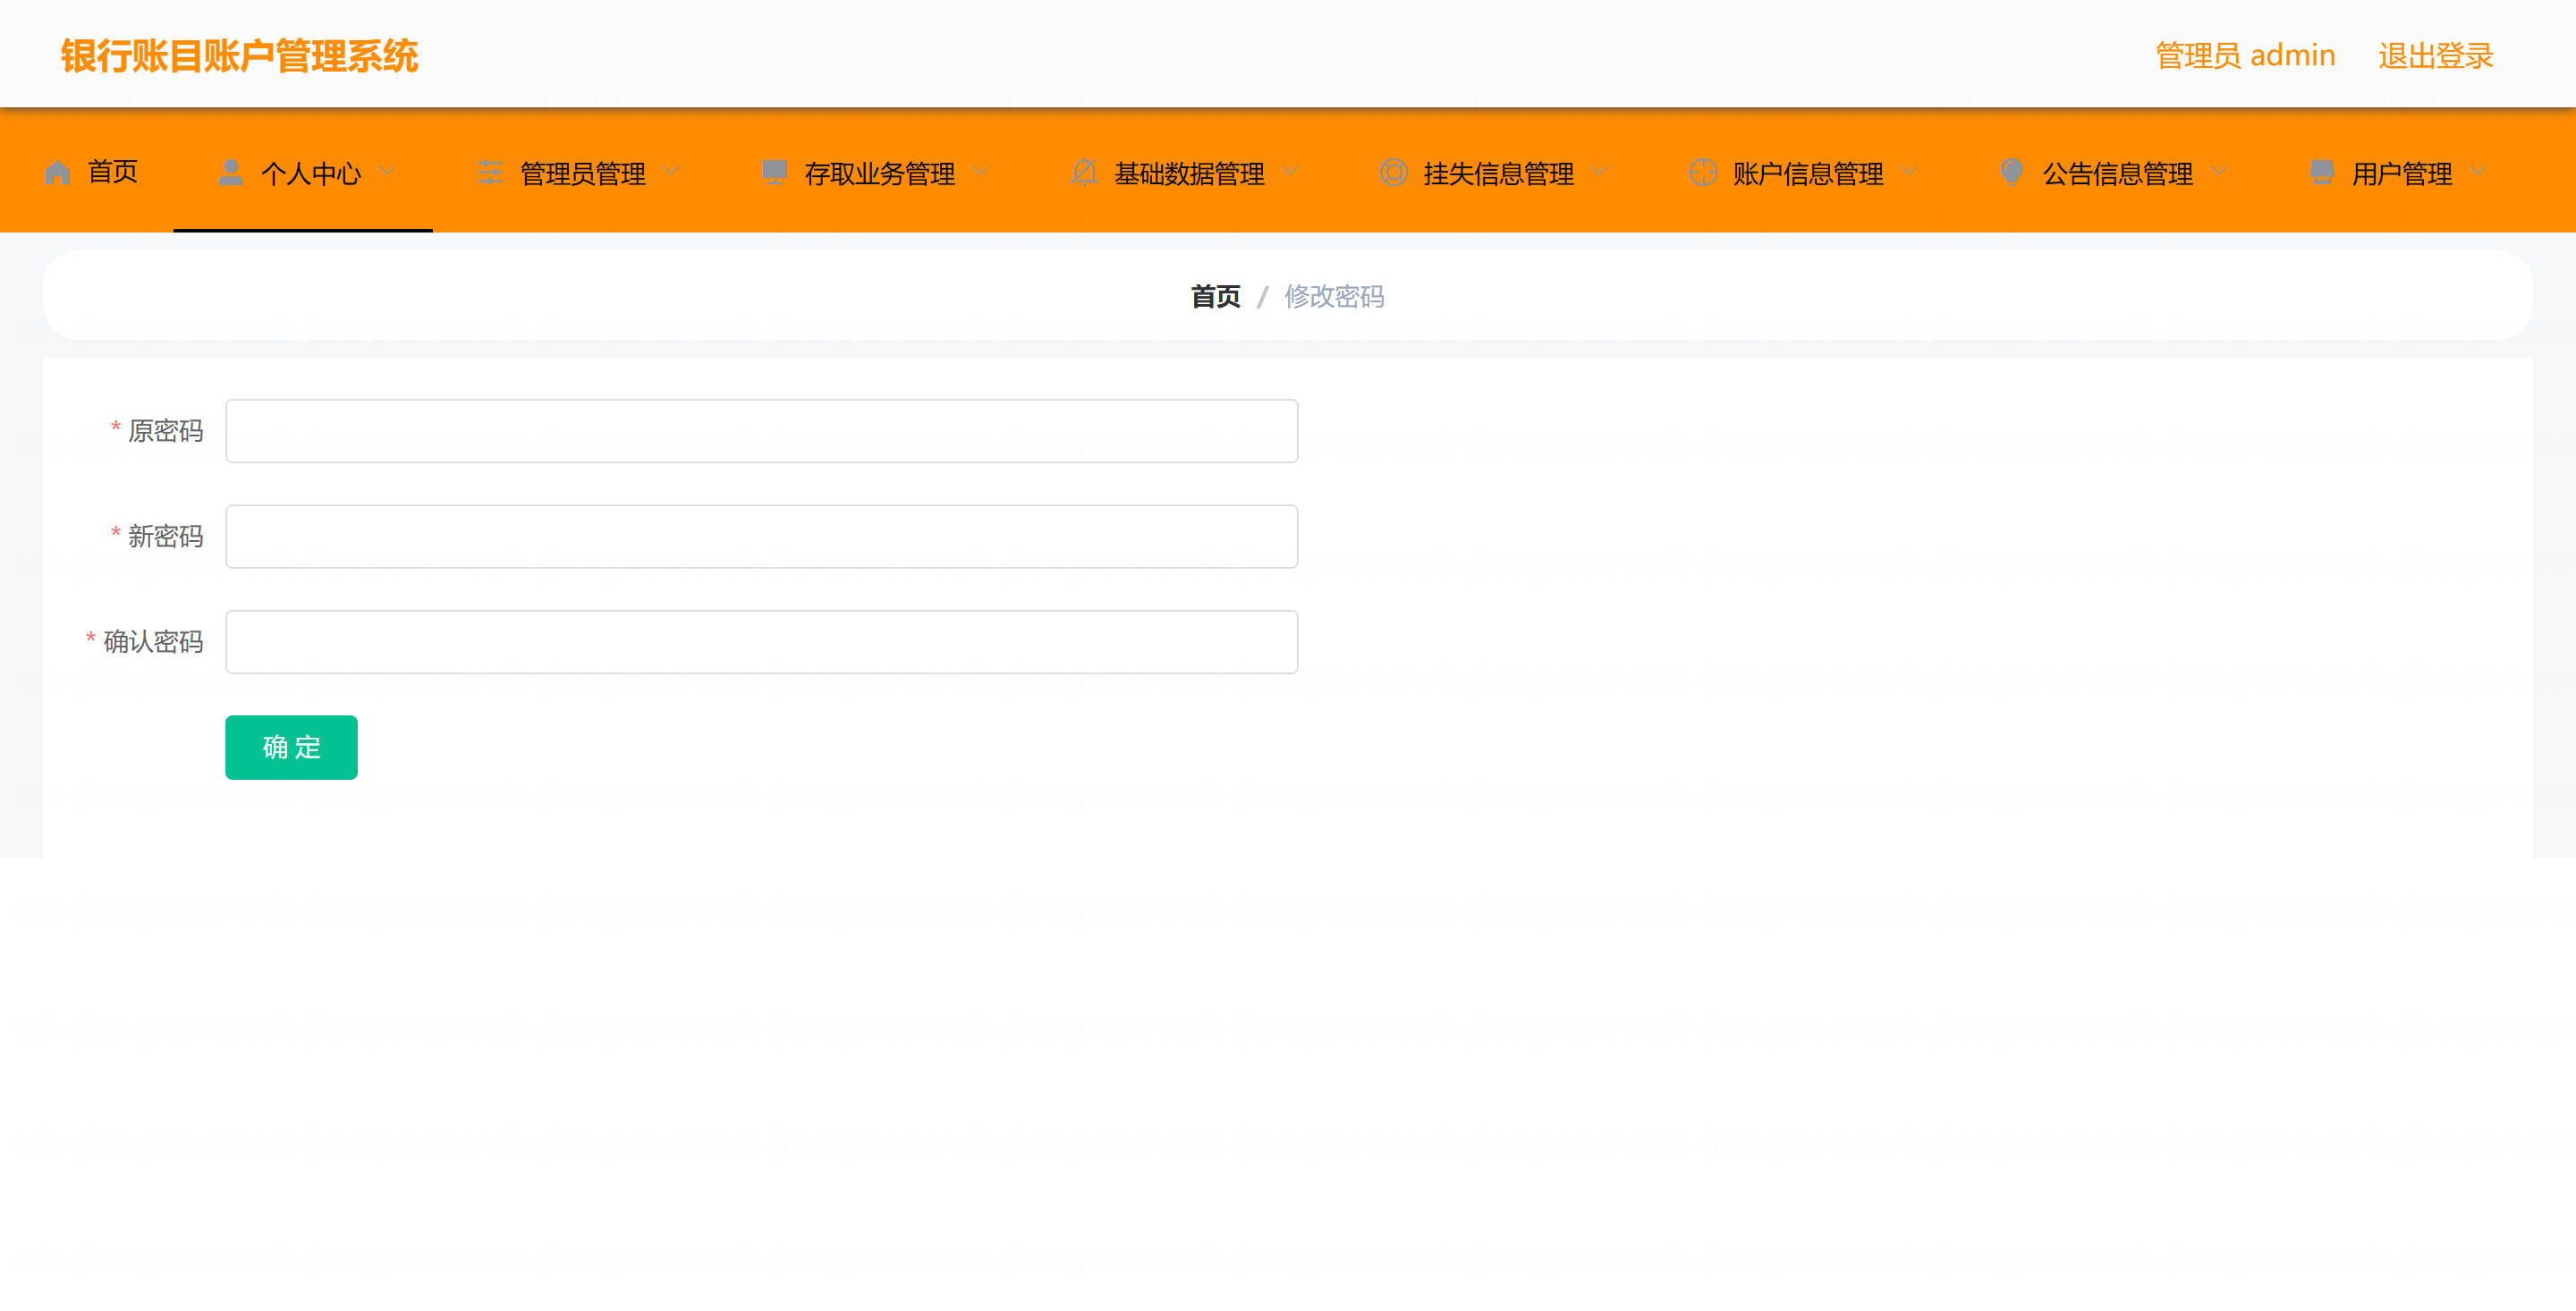 银行账目账户管理系统 管理员 admin 退出登录
首页 个人中心 管理员管理 存取业务管理 基础数据管理 挂失信息管理 账户信息管理 公告信息管理 用户管理
首页 / 修改密码
* 原密码
* 新密码
* 确认密码
确 定